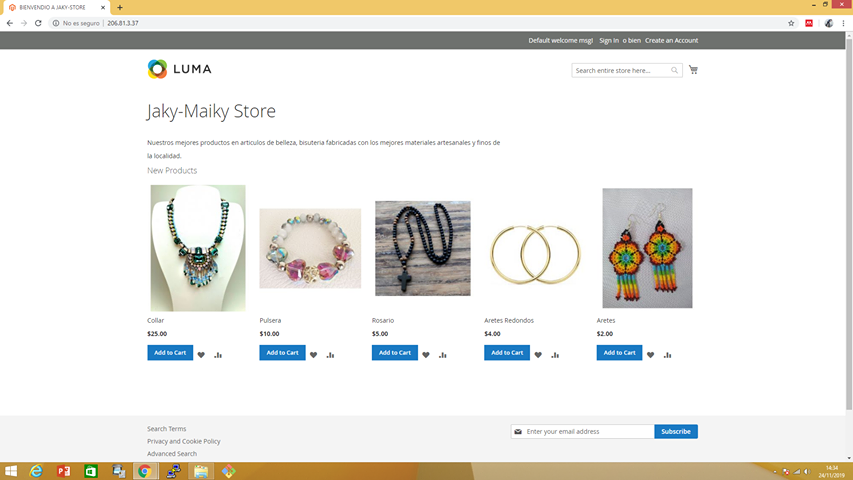 BIENVENIDO A JAKY-STORE
No es seguro | 206.81.3.37
Default welcome msg! Sign In o bien Create an Account
LUMA
Search entire store here...
Jaky-Maiky Store
Nuestros mejores productos en articulos de belleza, bisuteria fabricadas con los mejores materiales artesanales y finos de
la localidad.
New Products
Collar Pulsera Rosario Aretes Redondos Aretes
$25.00 $10.00 $5.00 $4.00 $2.00
Add to Cart Add to Cart Add to Cart Add to Cart Add to Cart
Search Terms
Privacy and Cookie Policy
Advanced Search
Enter your email address Subscribe
14:34
24/11/2019